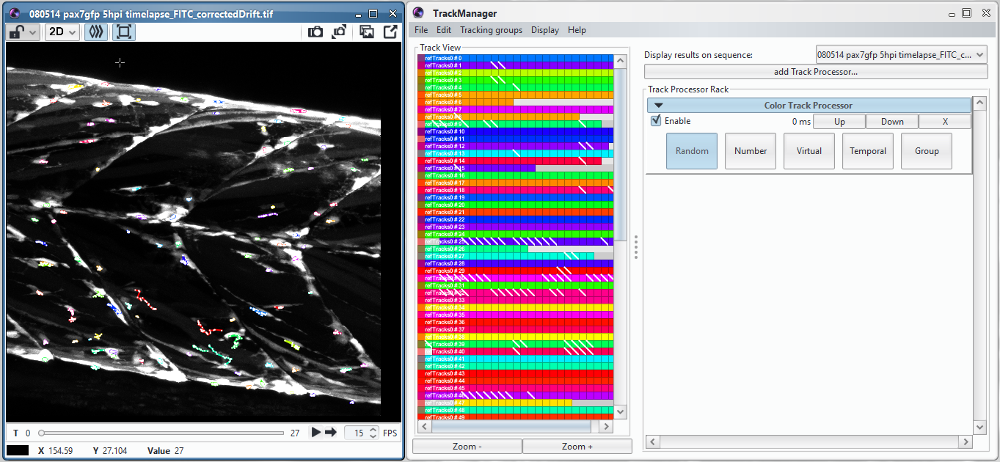 080514 pax7gfp 5hpi timelapse_FITC_correctedDrift.tif
2D
T 0 27 15 FPS
X 154.59 Y 27.104 Value 27
TrackManager
File Edit Tracking groups Display Help
Track View
refTracks0 # 0
refTracks0 # 1
refTracks0 # 2
refTracks0 # 3
refTracks0 # 4
refTracks0 # 5
refTracks0 # 6
refTracks0 # 7
refTracks0 # 8
refTracks0 # 9
refTracks0 # 10
refTracks0 # 11
refTracks0 # 12
refTracks0 # 13
refTracks0 # 14
refTracks0 # 15
refTracks0 # 16
refTracks0 # 17
refTracks0 # 18
refTracks0 # 19
refTracks0 # 20
refTracks0 # 21
refTracks0 # 22
refTracks0 # 23
refTracks0 # 24
refTracks0 # 25
refTracks0 # 26
refTracks0 # 27
refTracks0 # 28
refTracks0 # 29
refTracks0 # 30
refTracks0 # 31
refTracks0 # 32
refTracks0 # 33
refTracks0 # 34
refTracks0 # 35
refTracks0 # 36
refTracks0 # 37
refTracks0 # 38
refTracks0 # 39
refTracks0 # 40
refTracks0 # 41
refTracks0 # 42
refTracks0 # 43
refTracks0 # 44
refTracks0 # 45
refTracks0 # 46
refTracks0 # 47
refTracks0 # 48
refTracks0 # 49
Zoom - Zoom +
Display results on sequence: 080514 pax7gfp 5hpi timelapse_FITC_c...
add Track Processor...
Track Processor Rack
Color Track Processor
Enable 0 ms Up Down X
Random Number Virtual Temporal Group